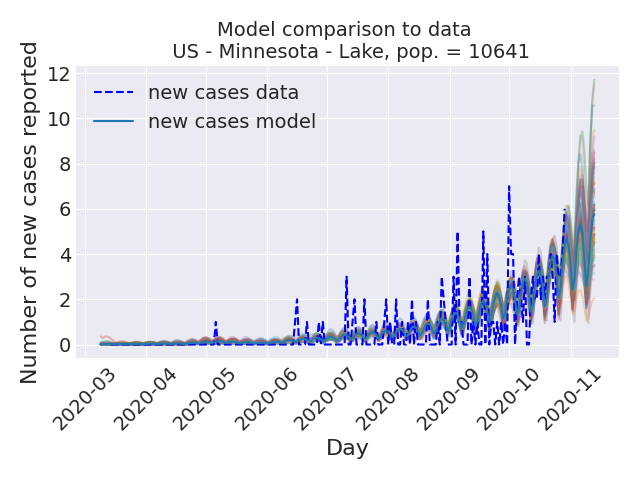 Model comparison to data
US - Minnesota - Lake, pop. = 10641
Number of new cases reported
12
10
8
6
4
2
0
new cases data
new cases model
2020-03
2020-04
2020-05
2020-06
2020-07
2020-08
2020-09
2020-10
2020-11
Day